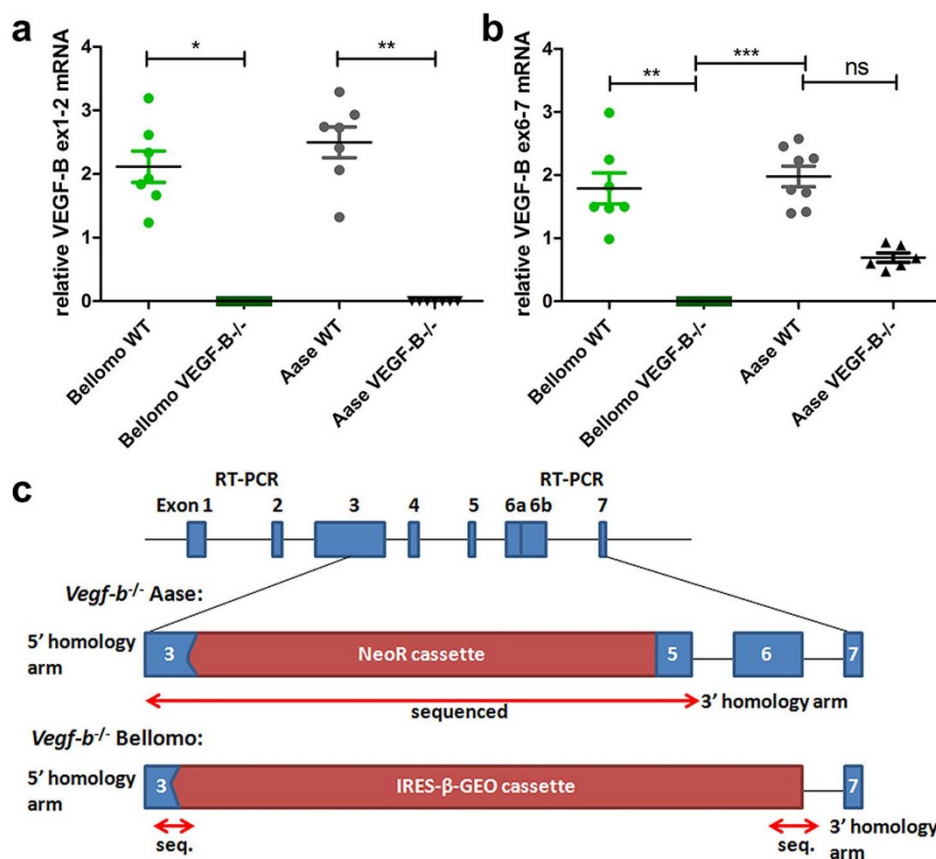 a
relative VEGF-B ex1-2 mRNA
4
3
2
1
0
*
**
Bellomo WT
Bellomo VEGF-B-/-
Aase WT
Aase VEGF-B-/-
b
relative VEGF-B ex6-7 mRNA
4
3
2
1
0
**
***
ns
Bellomo WT
Bellomo VEGF-B-/-
Aase WT
Aase VEGF-B-/-
c
RT-PCR RT-PCR
Exon 1 2 3 4 5 6a 6b 7
Vegf-b-/- Aase:
5' homology
arm
3 NeoR cassette 5 6 7
sequenced
3' homology arm
Vegf-b-/- Bellomo:
5' homology
arm
3 IRES-β-GEO cassette 7
seq. seq.
3' homology
arm